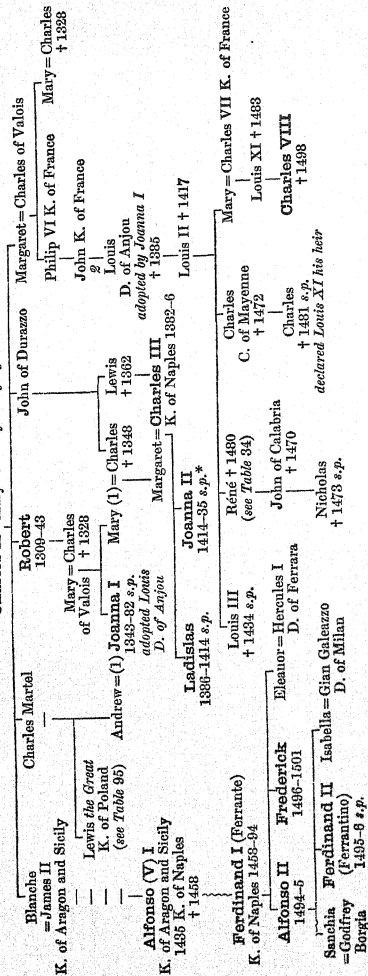 Blanche
=James II
K. of Aragon and Sicily
Charles Martel
Robert
1309–43
John of Durazzo
Margaret=Charles of Valois
Lewis the Great
K. of Poland
(see Table 95)
Mary=Charles
of Valois † 1328
Philip VI K. of France
Mary=Charles
† 1328
Andrew=(1) Joanna I
1343–82 s.p.
adopted Louis
D. of Anjou
Mary (1)=Charles
† 1348
Lewis
† 1362
John K. of France
2
Louis
D. of Anjou
adopted by Joanna I
† 1385
Margaret=Charles III
K. of Naples 1382–6
Alfonso (V) I
K. of Aragon and Sicily
1435 K. of Naples
† 1458
Ladislas
1386–1414 s.p.
Joanna II
1414–35 s.p.*
Louis II † 1417
Ferdinand I (Ferrante)
K. of Naples 1458–94
Louis III
† 1434 s.p.
Réné † 1480
(see Table 34)
Charles
C. of Mayenne
† 1472
Mary=Charles VII K. of France
Alfonso II
1494–5
Frederick
1496–1501
Eleanor=Hercules I
D. of Ferrara
John of Calabria
† 1470
Charles
† 1481 s.p.
declared Louis XI his heir
Louis XI † 1483
Sanchia
=Godfrey
Borgia
Ferdinand II
(Ferrantino)
1495–6 s.p.
Isabella=Gian Galeazzo
D. of Milan
Nicholas
† 1473 s.p.
Charles VIII
† 1498